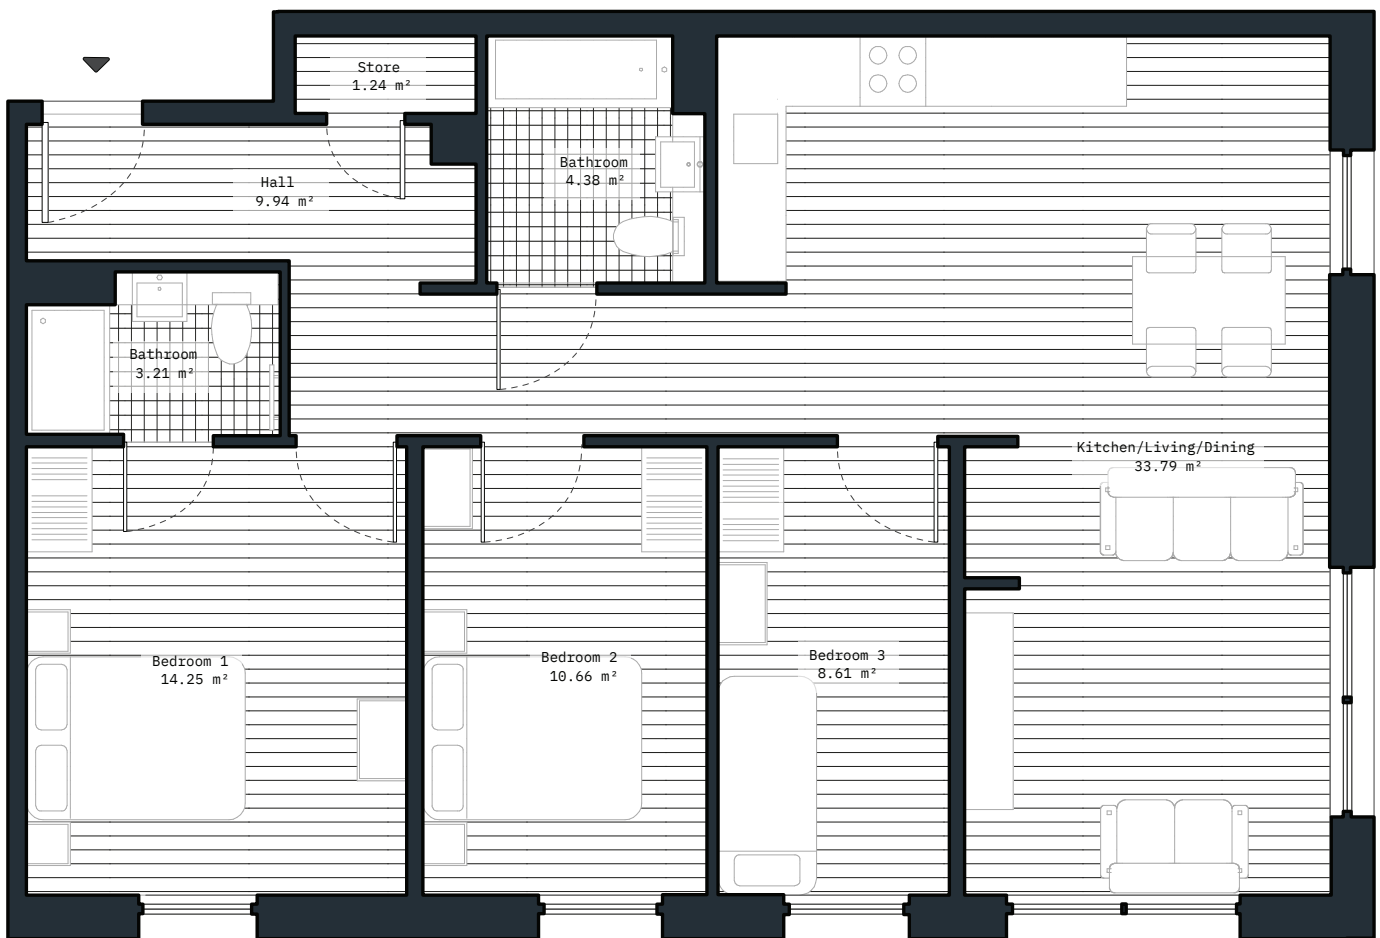 Store
1.24 m²
Hall
9.94 m²
Bathroom
4.38 m²
Bathroom
3.21 m²
Kitchen/Living/Dining
33.79 m²
Bedroom 1
14.25 m²
Bedroom 2
10.66 m²
Bedroom 3
8.61 m²